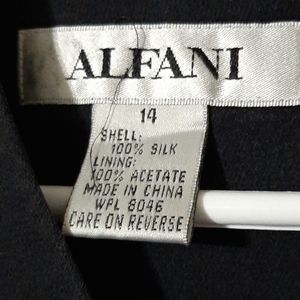 ALFANI
14
SHELL:
100% SILK
LINING:
100% ACETATE
MADE IN CHINA
WPL 8046
CARE ON REVERSE